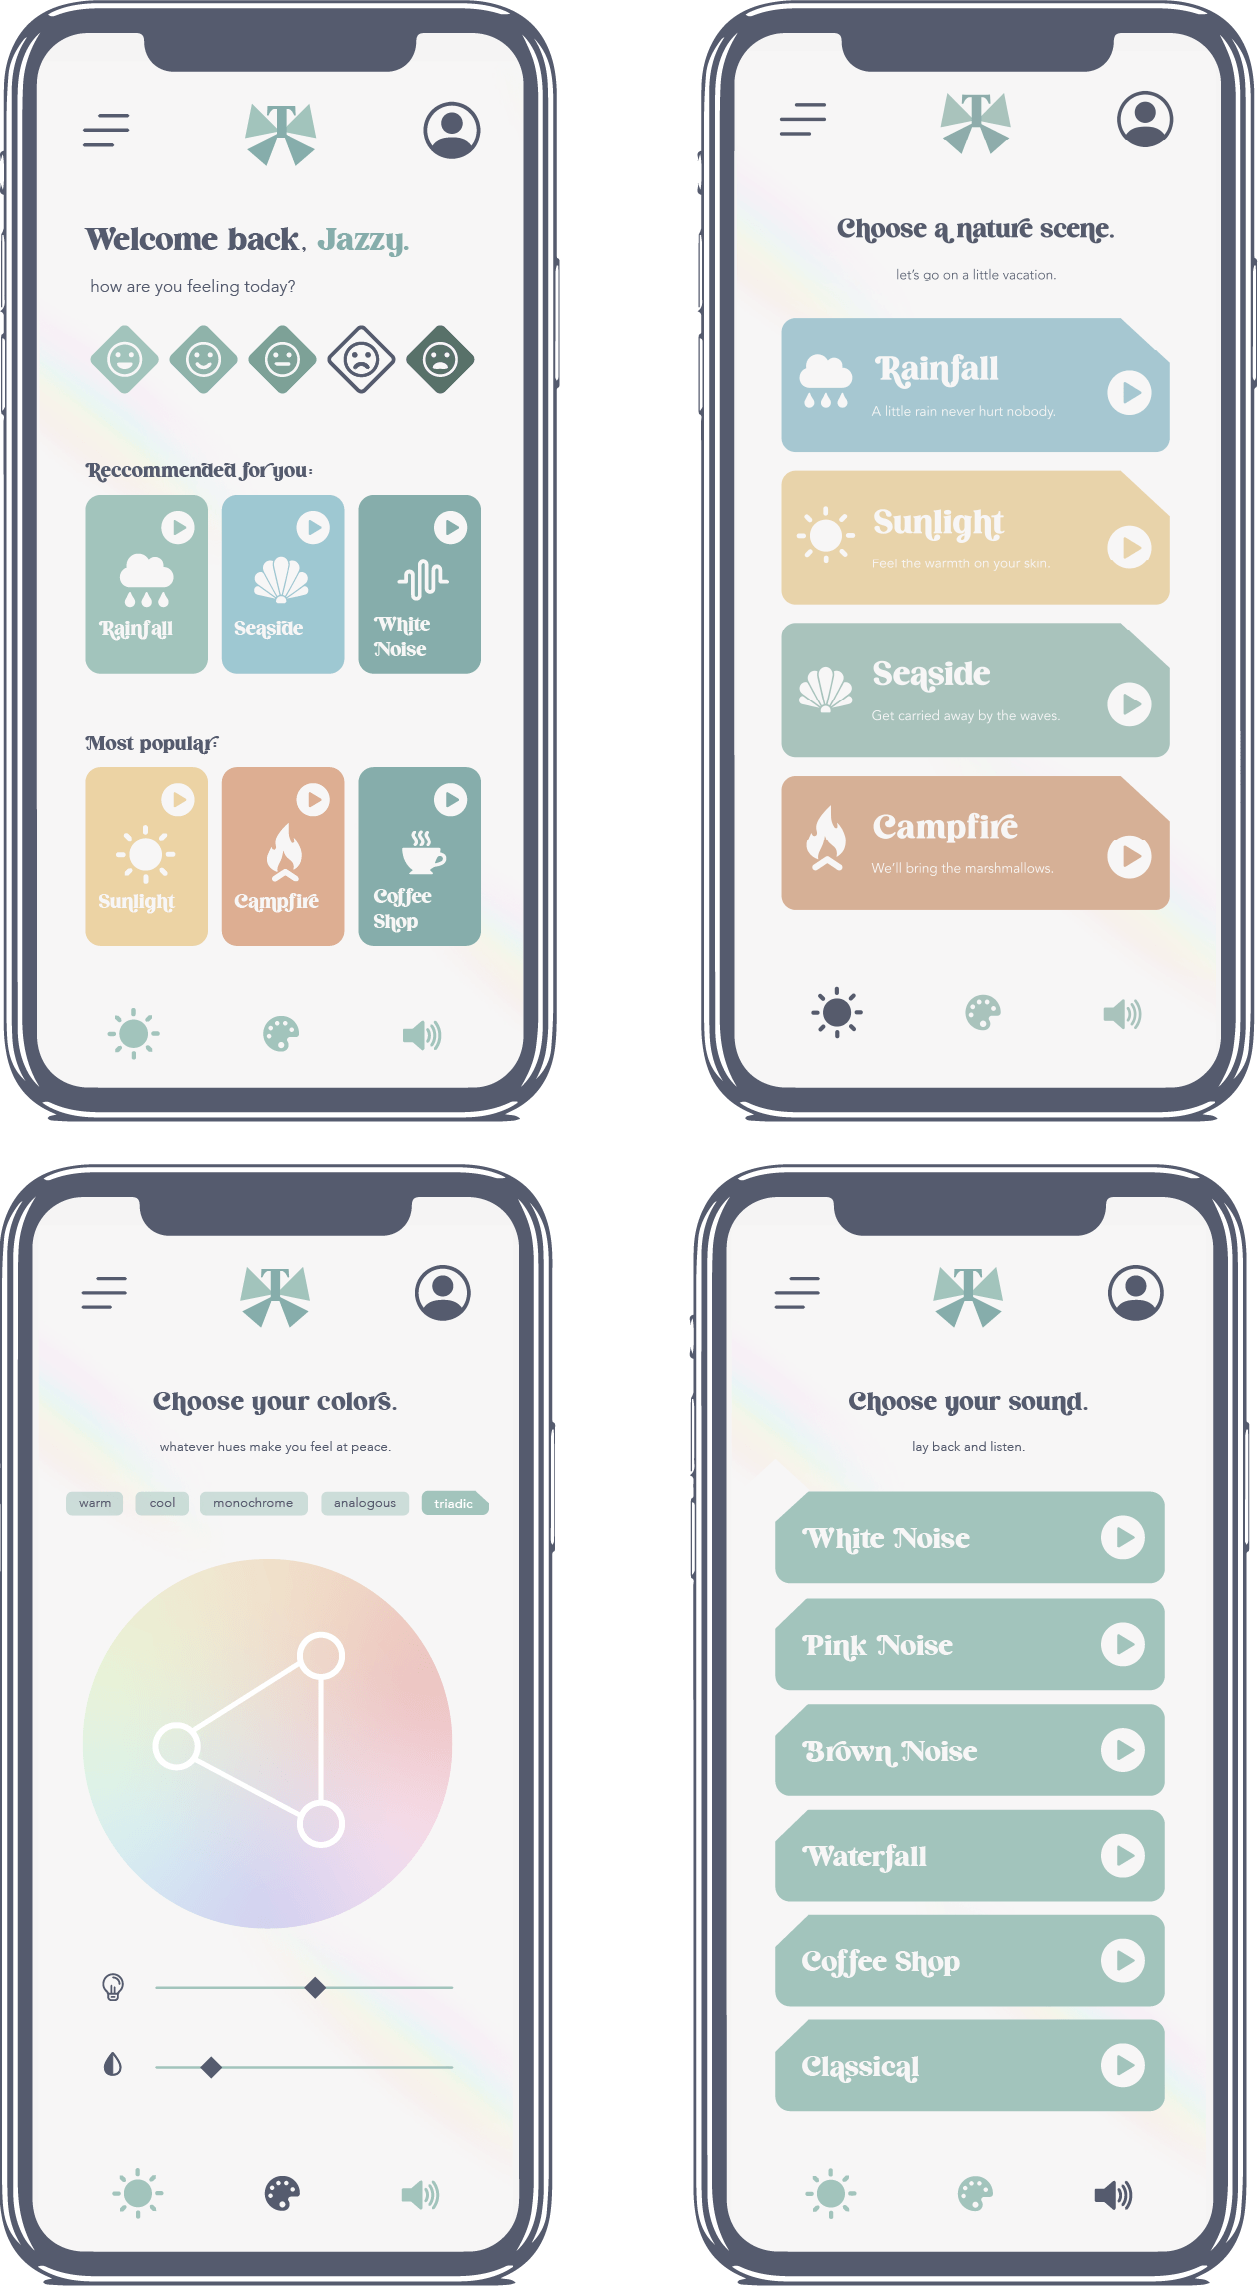 T
Welcome back, Jazzy.
how are you feeling today?
Reccommended for you:
Rainfall
Seaside
White
Noise
Most popular:
Sunlight
Campfire
Coffee
Shop
T
Choose a nature scene.
let's go on a little vacation.
Rainfall
A little rain never hurt nobody.
Sunlight
Feel the warmth on your skin.
Seaside
Get carried away by the waves.
Campfire
We'll bring the marshmallows.
T
Choose your colors.
whatever hues make you feel at peace.
warm cool monochrome analogous triadic
T
Choose your sound.
lay back and listen.
White Noise
Pink Noise
Brown Noise
Waterfall
Coffee Shop
Classical